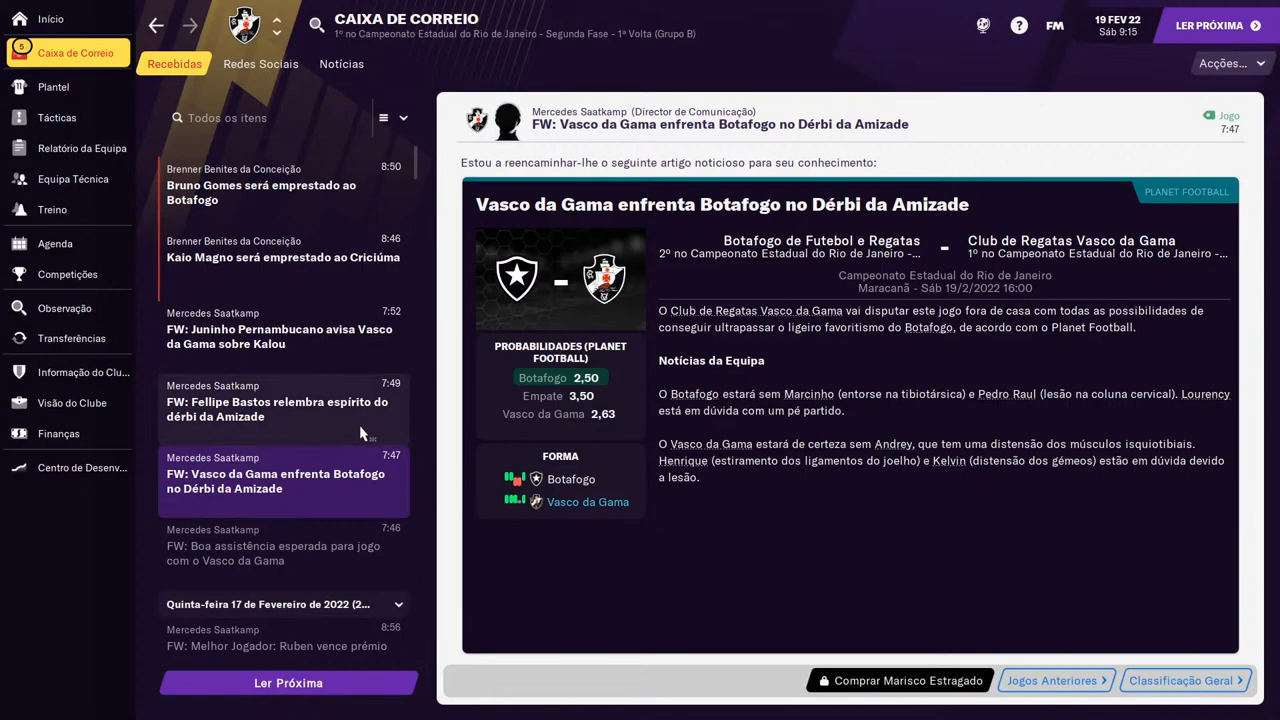 Início
5
Caixa de Correio
Plantel
Tácticas
Relatório da Equipa
Equipa Técnica
Treino
Agenda
Competições
Observação
Transferências
Informação do Clu...
Visão do Clube
Finanças
Centro de Desenv...
CAIXA DE CORREIO
1º no Campeonato Estadual do Rio de Janeiro - Segunda Fase - 1ª Volta (Grupo B)
?
FM
19 FEV 22
Sáb 9:15
LER PRÓXIMA
Recebidas
Redes Sociais
Notícias
Acções...
Todos os itens
Brenner Benites da Conceição 8:50
Bruno Gomes será emprestado ao
Botafogo
Brenner Benites da Conceição 8:46
Kaio Magno será emprestado ao Criciúma
Mercedes Saatkamp 7:52
FW: Juninho Pernambucano avisa Vasco
da Gama sobre Kalou
Mercedes Saatkamp 7:49
FW: Fellipe Bastos relembra espírito do
dérbi da Amizade
Mercedes Saatkamp 7:47
FW: Vasco da Gama enfrenta Botafogo
no Dérbi da Amizade
Mercedes Saatkamp 7:46
FW: Boa assistência esperada para jogo
com o Vasco da Gama
Quinta-feira 17 de Fevereiro de 2022 (2...
Mercedes Saatkamp 8:56
FW: Melhor Jogador: Ruben vence prémio
Ler Próxima
Mercedes Saatkamp (Director de Comunicação)
FW: Vasco da Gama enfrenta Botafogo no Dérbi da Amizade
Jogo
7:47
Estou a reencaminhar-lhe o seguinte artigo noticioso para seu conhecimento:
PLANET FOOTBALL
Vasco da Gama enfrenta Botafogo no Dérbi da Amizade
PROBABILIDADES (PLANET
FOOTBALL)
Botafogo 2,50
Empate 3,50
Vasco da Gama 2,63
FORMA
Botafogo
Vasco da Gama
Botafogo de Futebol e Regatas - Club de Regatas Vasco da Gama
2º no Campeonato Estadual do Rio de Janeiro -... 1º no Campeonato Estadual do Rio de Janeiro -...
Campeonato Estadual do Rio de Janeiro
Maracanã - Sáb 19/2/2022 16:00
O Club de Regatas Vasco da Gama vai disputar este jogo fora de casa com todas as possibilidades de
conseguir ultrapassar o ligeiro favoritismo do Botafogo, de acordo com o Planet Football.
Notícias da Equipa
O Botafogo estará sem Marcinho (entorse na tibiotársica) e Pedro Raul (lesão na coluna cervical). Lourency
está em dúvida com um pé partido.
O Vasco da Gama estará de certeza sem Andrey, que tem uma distensão dos músculos isquiotibiais.
Henrique (estiramento dos ligamentos do joelho) e Kelvin (distensão dos gémeos) estão em dúvida devido
a lesão.
Comprar Marisco Estragado
Jogos Anteriores
Classificação Geral